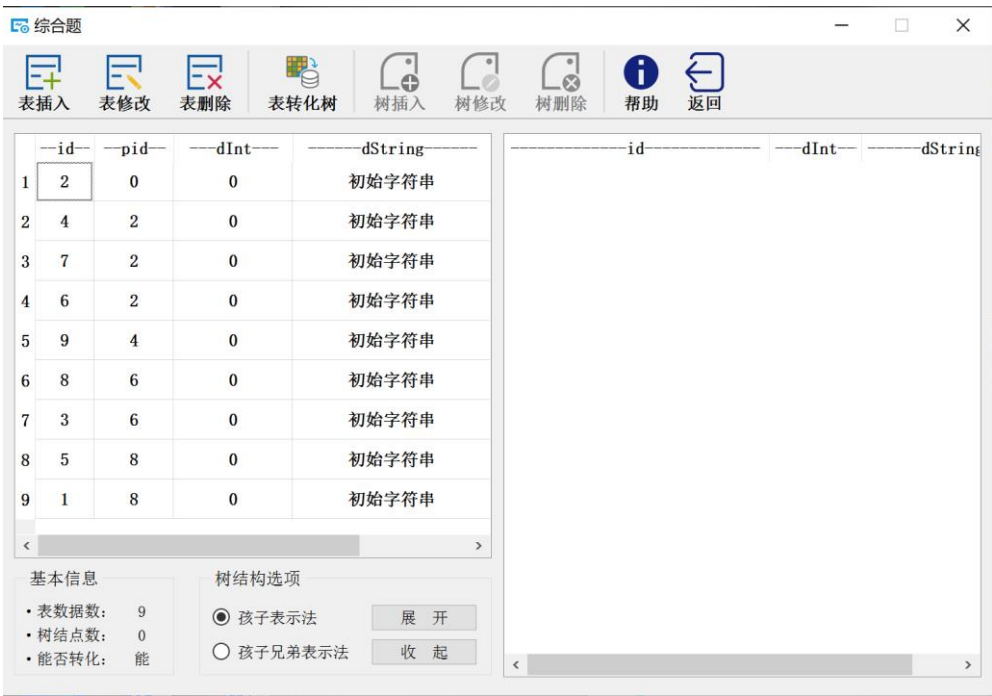 综合题
表插入 表修改 表删除 表转化树 树插入 树修改 树删除 帮助 返回
--id-- --pid-- ---dInt--- ------dString------
1 2 0 0 初始字符串
2 4 2 0 初始字符串
3 7 2 0 初始字符串
4 6 2 0 初始字符串
5 9 4 0 初始字符串
6 8 6 0 初始字符串
7 3 6 0 初始字符串
8 5 8 0 初始字符串
9 1 8 0 初始字符串
-------------id------------- ---dInt-- ------dString
基本信息
·表数据数： 9
·树结点数： 0
·能否转化： 能
树结构选项
孩子表示法 展 开
孩子兄弟表示法 收 起